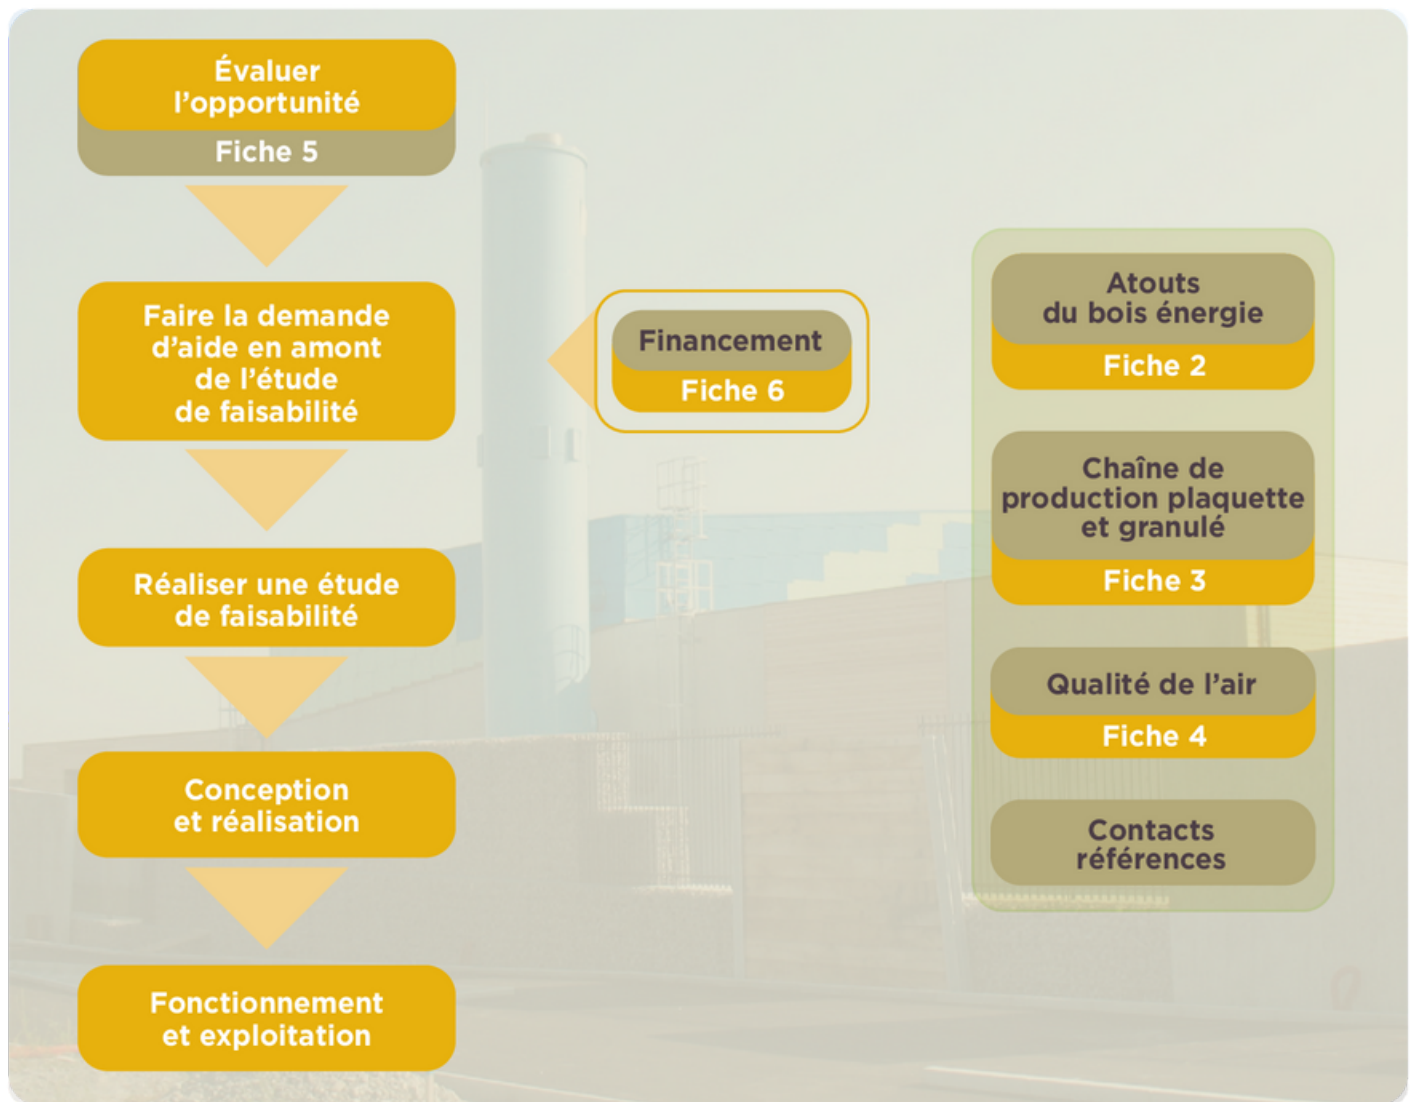 Évaluer
l'opportunité
Fiche 5
Faire la demande
d'aide en amont
de l'étude
de faisabilité
Financement
Fiche 6
Réaliser une étude
de faisabilité
Conception
et réalisation
Fonctionnement
et exploitation
Atouts
du bois énergie
Fiche 2
Chaîne de
production plaquette
et granulé
Fiche 3
Qualité de l'air
Fiche 4
Contacts
références